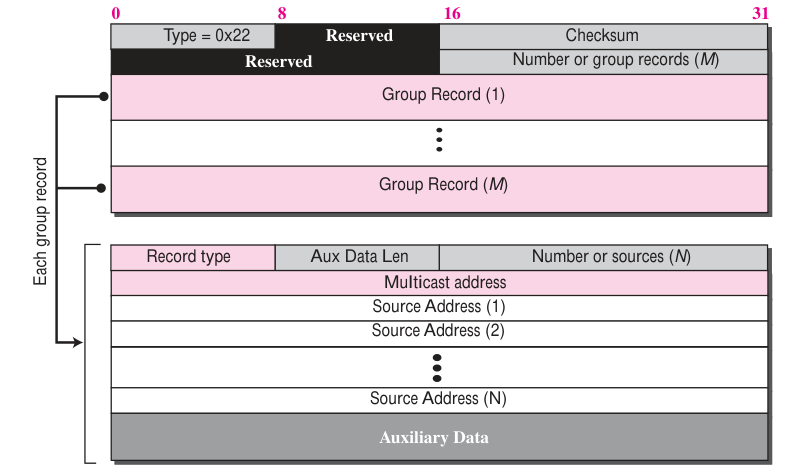 0 8 16 31
Type = 0x22 Reserved Checksum
Reserved Number or group records (M)
Group Record (1)
Group Record (M)
Each group record
Record type Aux Data Len Number or sources (N)
Multicast address
Source Address (1)
Source Address (2)
Source Address (N)
Auxiliary Data